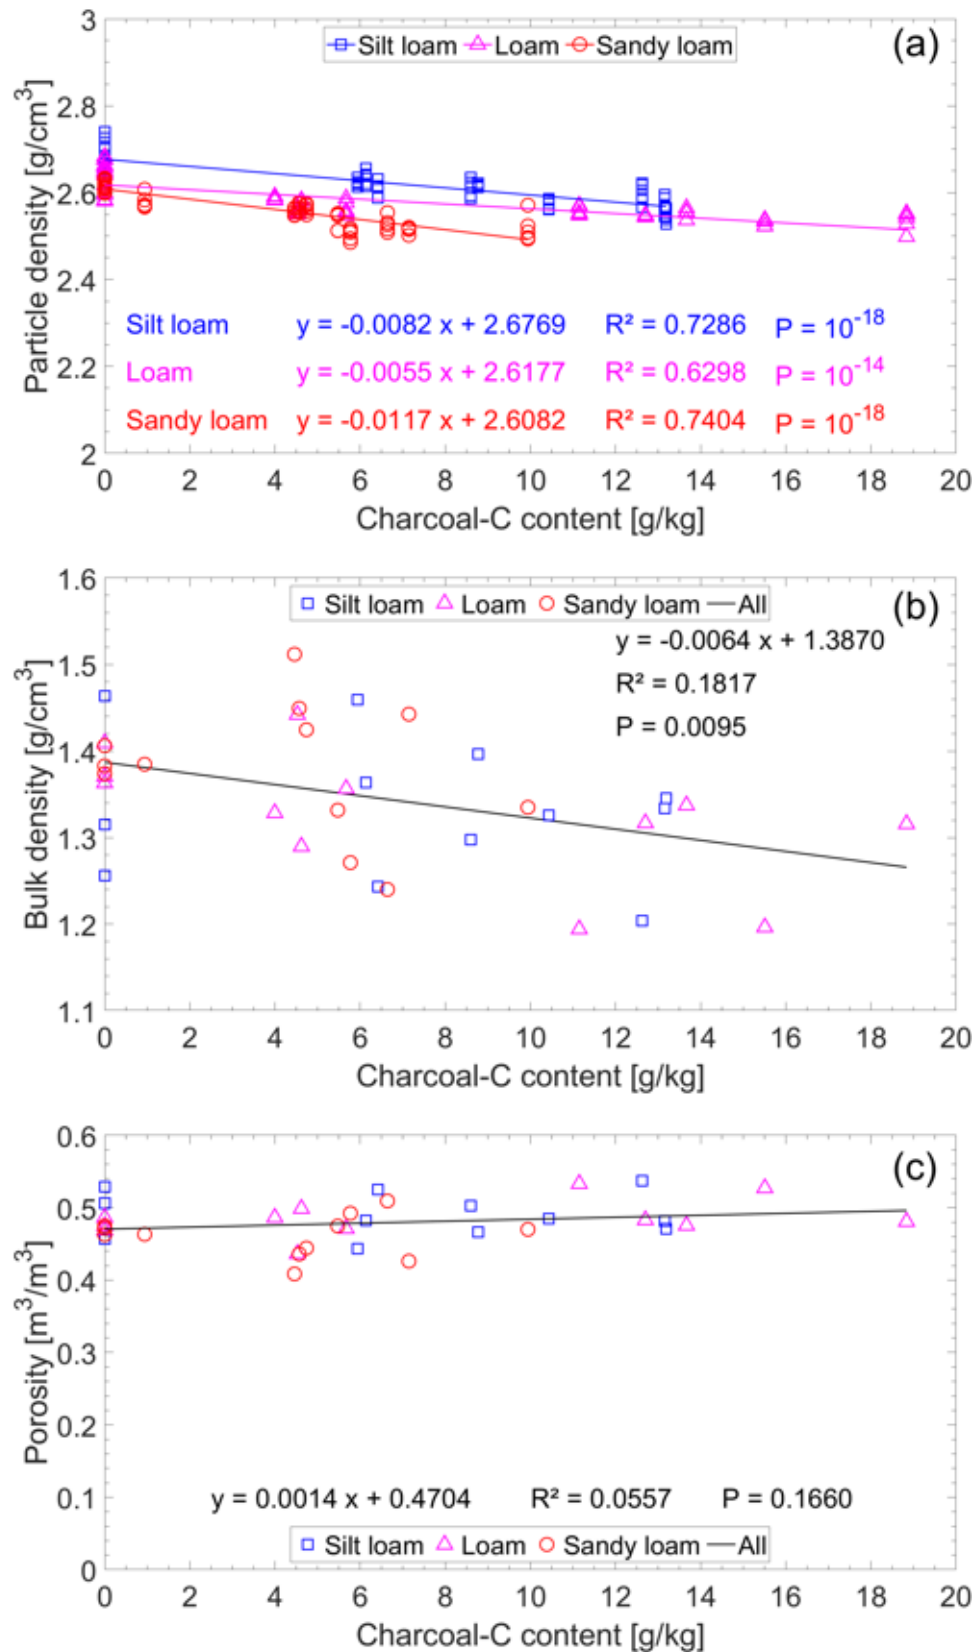 3
Silt loam Loam Sandy loam
(a)
2.8
2.6
2.4
2.2
2
Particle density [g/cm³]
Silt loam y = -0.0082 x + 2.6769 R² = 0.7286 P = 10⁻¹⁸
Loam y = -0.0055 x + 2.6177 R² = 0.6298 P = 10⁻¹⁴
Sandy loam y = -0.0117 x + 2.6082 R² = 0.7404 P = 10⁻¹⁸
0 2 4 6 8 10 12 14 16 18 20
Charcoal-C content [g/kg]
1.6
Silt loam Loam Sandy loam All
(b)
y = -0.0064 x + 1.3870
R² = 0.1817
P = 0.0095
1.5
1.4
1.3
1.2
1.1
Bulk density [g/cm³]
0 2 4 6 8 10 12 14 16 18 20
Charcoal-C content [g/kg]
0.6
(c)
0.5
0.4
0.3
0.2
0.1
0
Porosity [m³/m³]
y = 0.0014 x + 0.4704 R² = 0.0557 P = 0.1660
Silt loam Loam Sandy loam All
0 2 4 6 8 10 12 14 16 18 20
Charcoal-C content [g/kg]